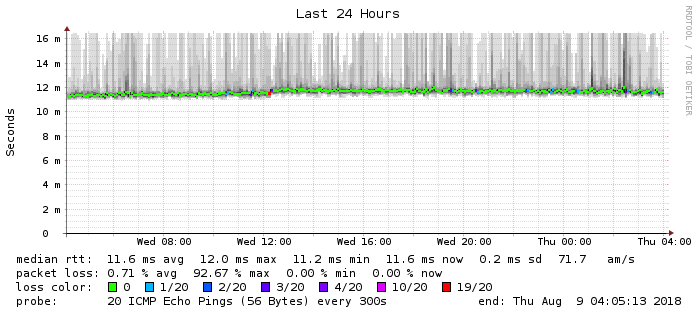 Last 24 Hours
RRDTOOL / TOBI OETIKER
Seconds
16 m
14 m
12 m
10 m
8 m
6 m
4 m
2 m
0
Wed 08:00 Wed 12:00 Wed 16:00 Wed 20:00 Thu 00:00 Thu 04:00
median rtt: 11.6 ms avg 12.0 ms max 11.2 ms min 11.6 ms now 0.2 ms sd 71.7 am/s
packet loss: 0.71 % avg 92.67 % max 0.00 % min 0.00 % now
loss color: 0 1/20 2/20 3/20 4/20 10/20 19/20
probe: 20 ICMP Echo Pings (56 Bytes) every 300s end: Thu Aug 9 04:05:13 2018